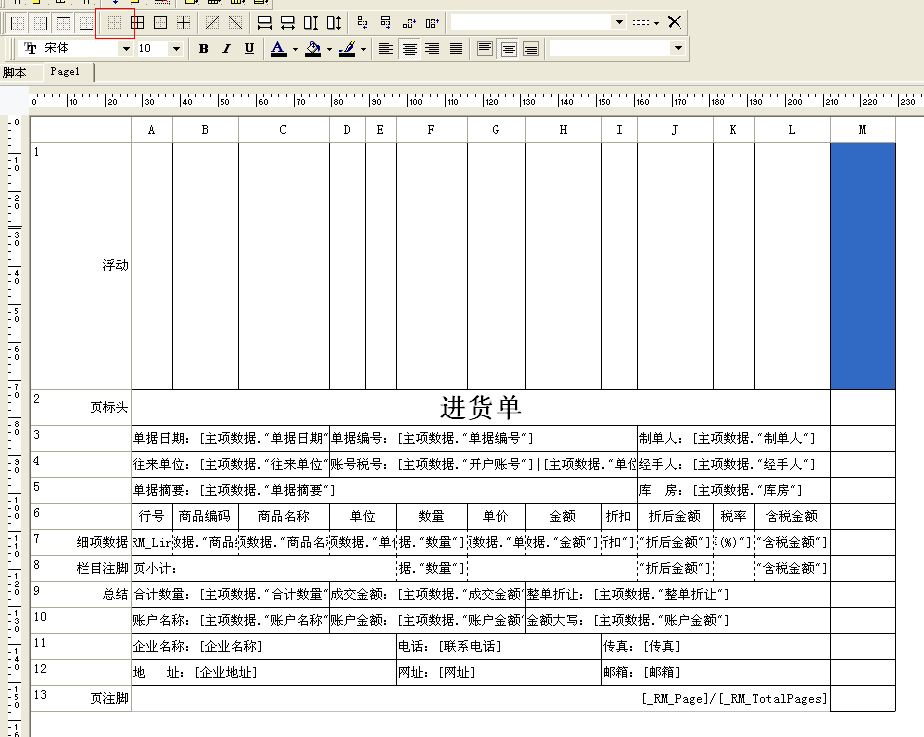 宋体 10 B I U
脚本 Page1
0 10 20 30 40 50 60 70 80 90 100 110 120 130 140 150 160 170 180 190 200 210 220 230
A B C D E F G H I J K L M
1 浮动
2 页标头 进货单
3 单据日期: [主项数据."单据日期" 单据编号: [主项数据."单据编号"] 制单人: [主项数据."制单人"]
4 往来单位: [主项数据."往来单位" 账号税号: [主项数据."开户账号"]|[主项数据."单位 经手人: [主项数据."经手人"]
5 单据摘要: [主项数据."单据摘要"] 库 房: [主项数据."库房"]
6 行号 商品编码 商品名称 单位 数量 单价 金额 折扣 折后金额 税率 含税金额
7 细项数据 RM_Lin 数据."商品 项数据."商品名 项数据."单位 据."数量"] 数据."单 数据."金额"] 折扣"] "折后金额"] (%)"] "含税金额"]
8 栏目注脚 页小计: 据."数量"] "折后金额"] "含税金额"]
9 总结 合计数量: [主项数据."合计数量" 成交金额: [主项数据."成交金额" 整单折让: [主项数据."整单折让"]
10 账户名称: [主项数据."账户名称" 账户金额: [主项数据."账户金额" 金额大写: [主项数据."账户金额"]
11 企业名称: [企业名称] 电话: [联系电话] 传真: [传真]
12 地 址: [企业地址] 网址: [网址] 邮箱: [邮箱]
13 页注脚 [_RM_Page]/[_RM_TotalPages]